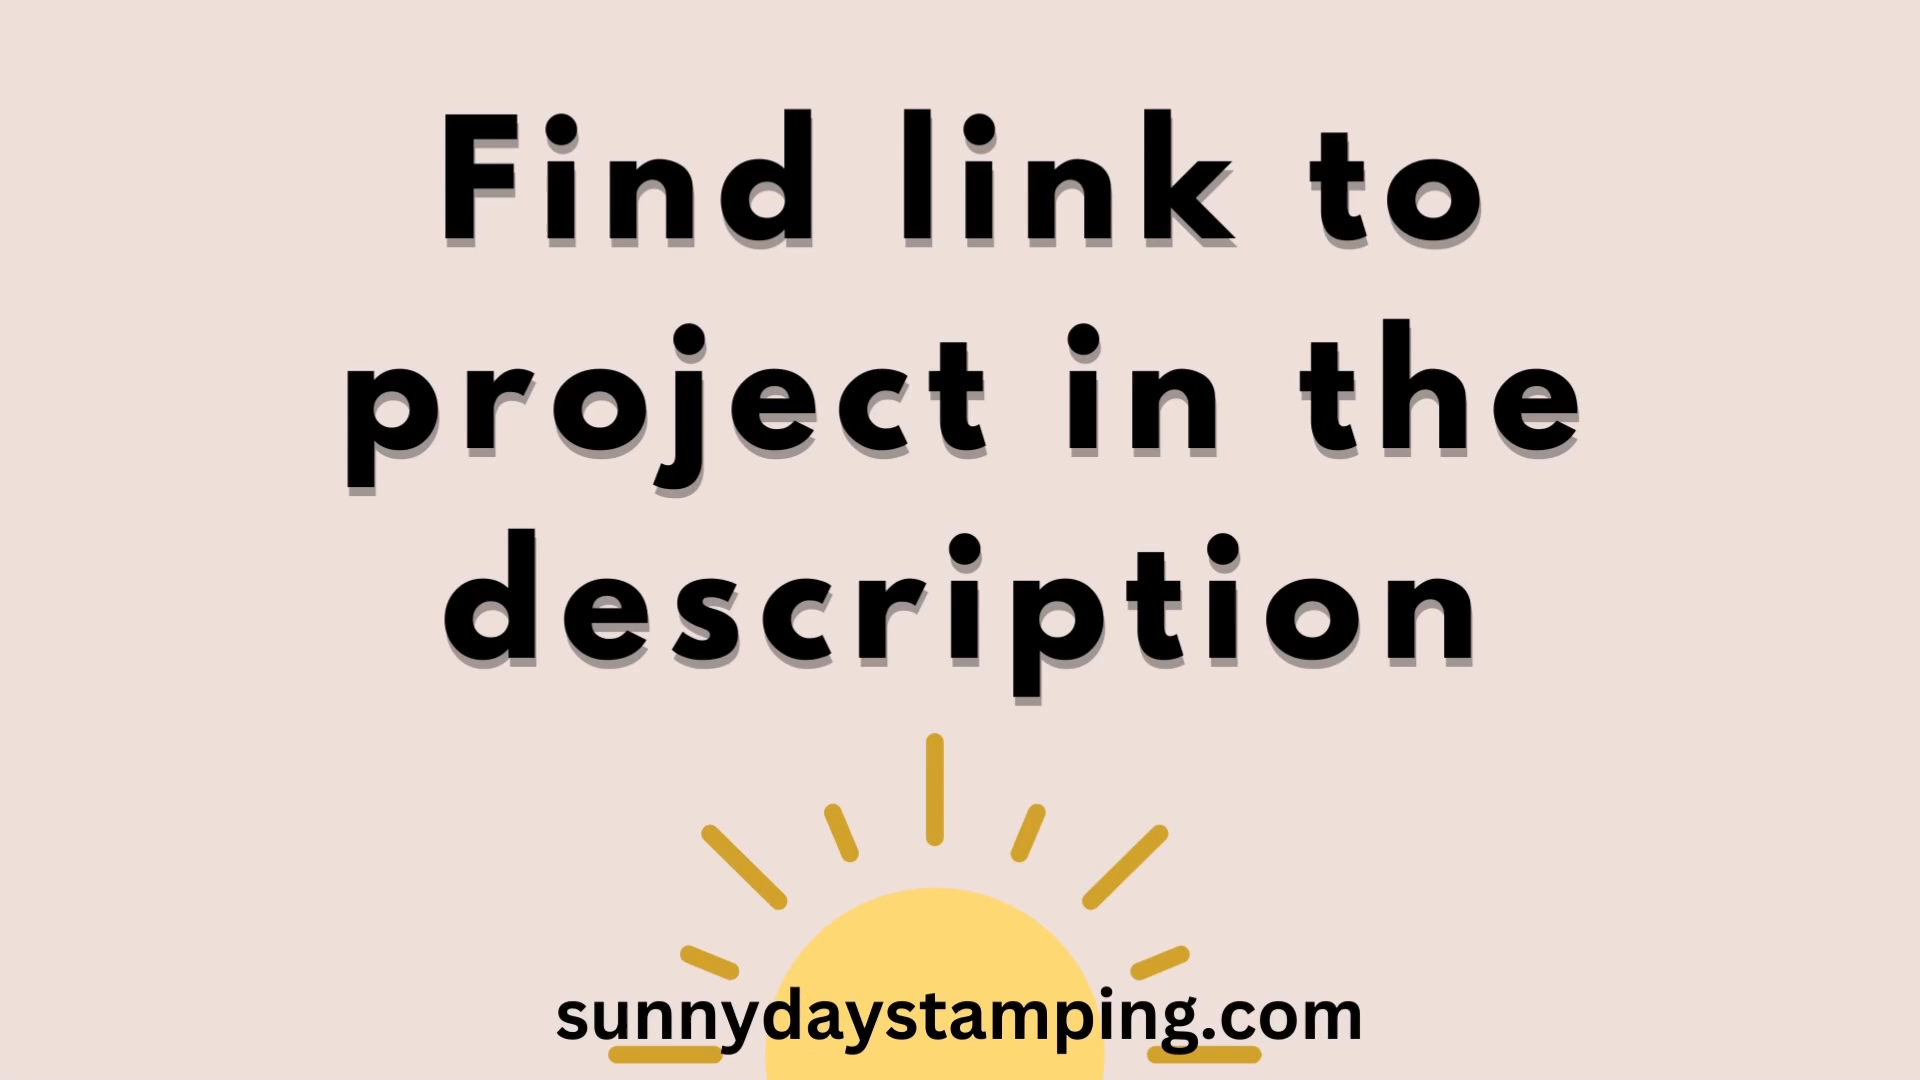 Find link to
project in the
description
sunnydaystamping.com